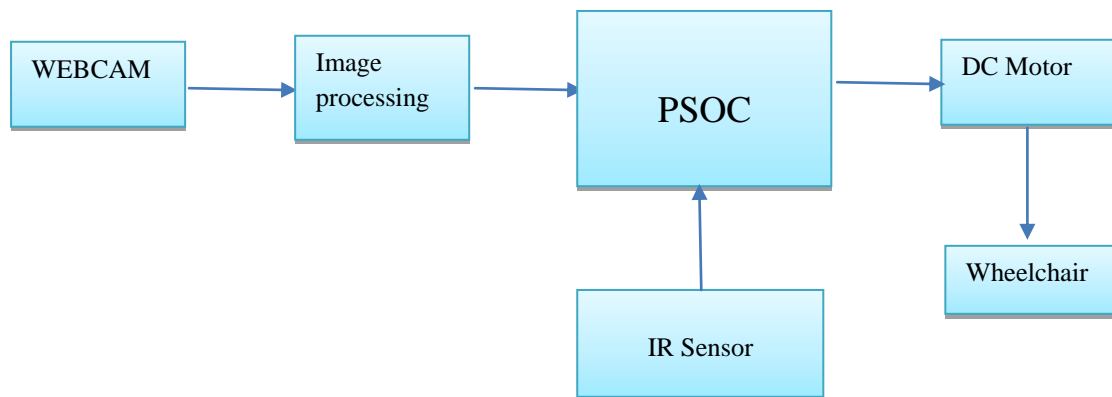 WEBCAM
Image
processing
PSOC
DC Motor
Wheelchair
IR Sensor